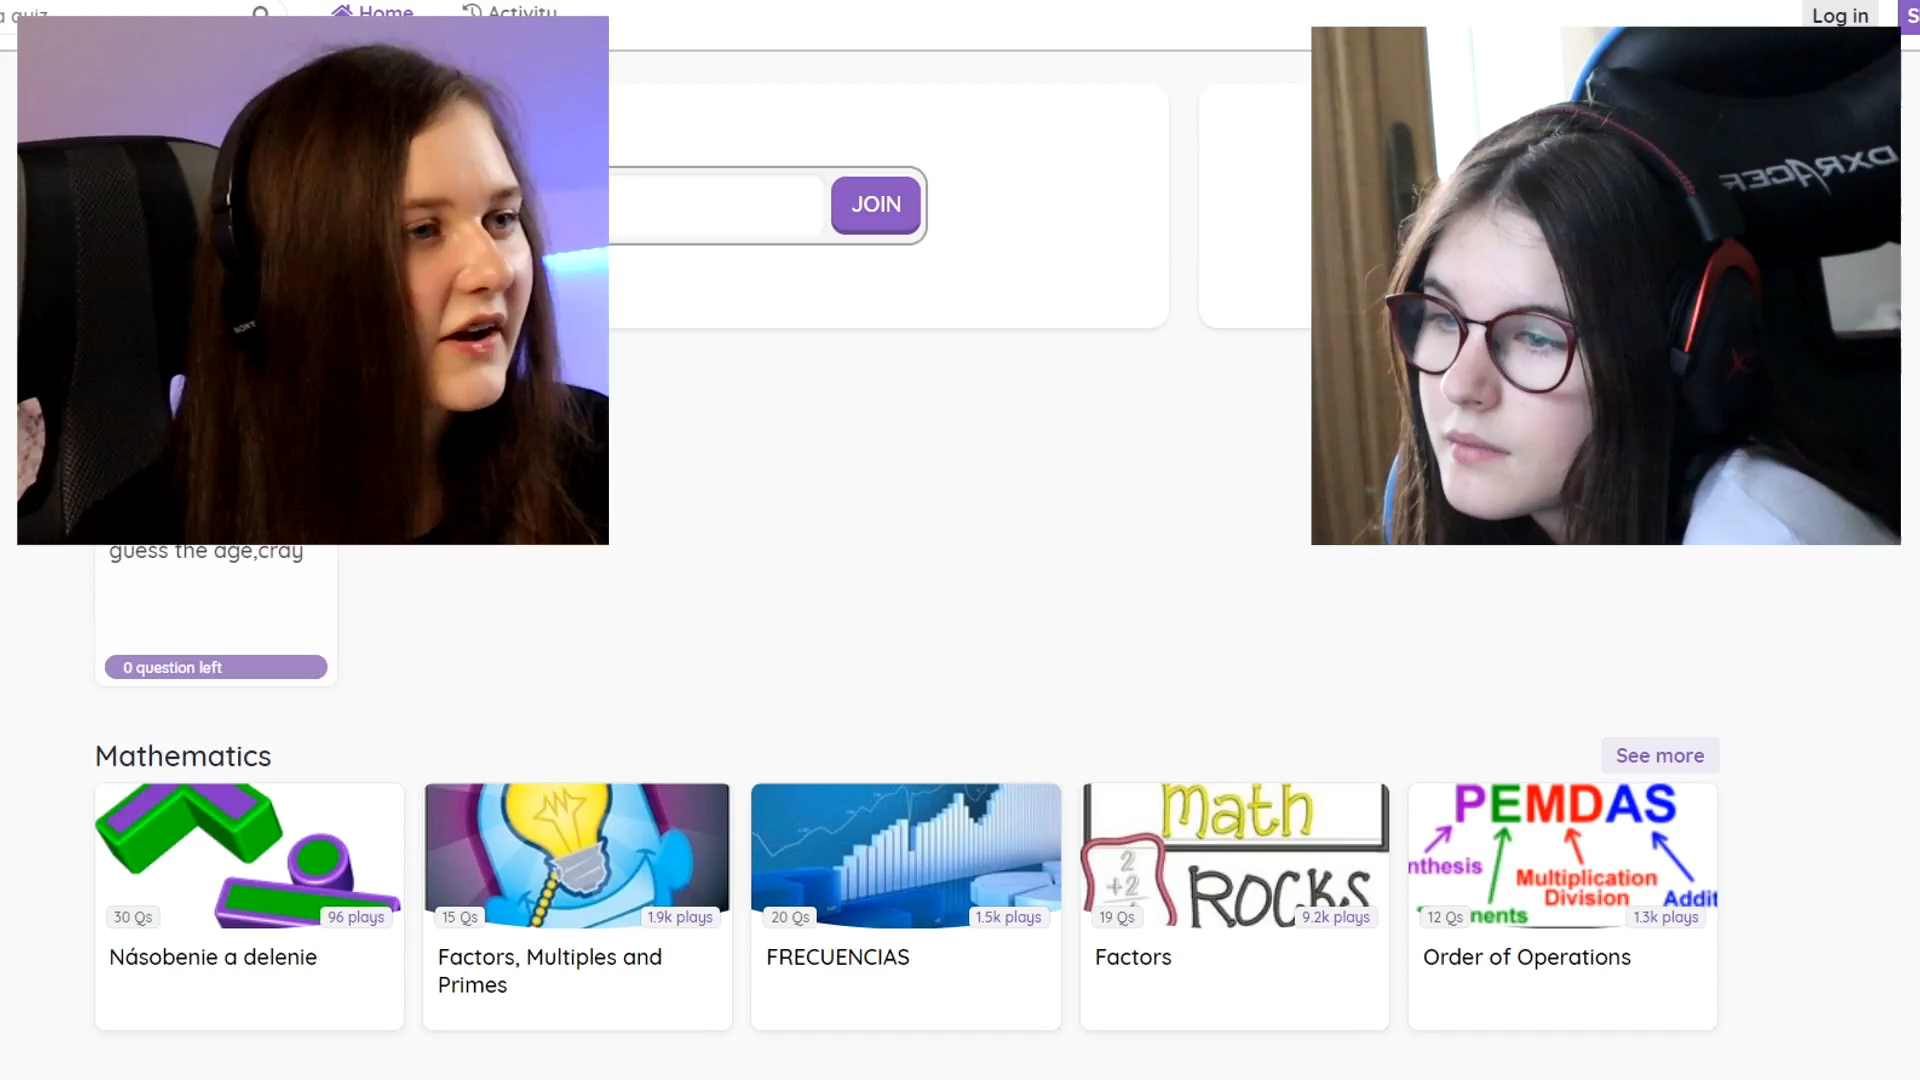 a quiz
Home
Activity
Log in
S
JOIN
DXRACER
SONY
guess the age,cray
0 question left
Mathematics
See more
30 Qs
96 plays
Násobenie a delenie
15 Qs
1.9k plays
Factors, Multiples and
Primes
20 Qs
1.5k plays
FRECUENCIAS
math
2
+2
ROCKS
19 Qs
9.2k plays
Factors
PEMDAS
nthesis
Multiplication
Division
Addit
nents
12 Qs
1.3k plays
Order of Operations